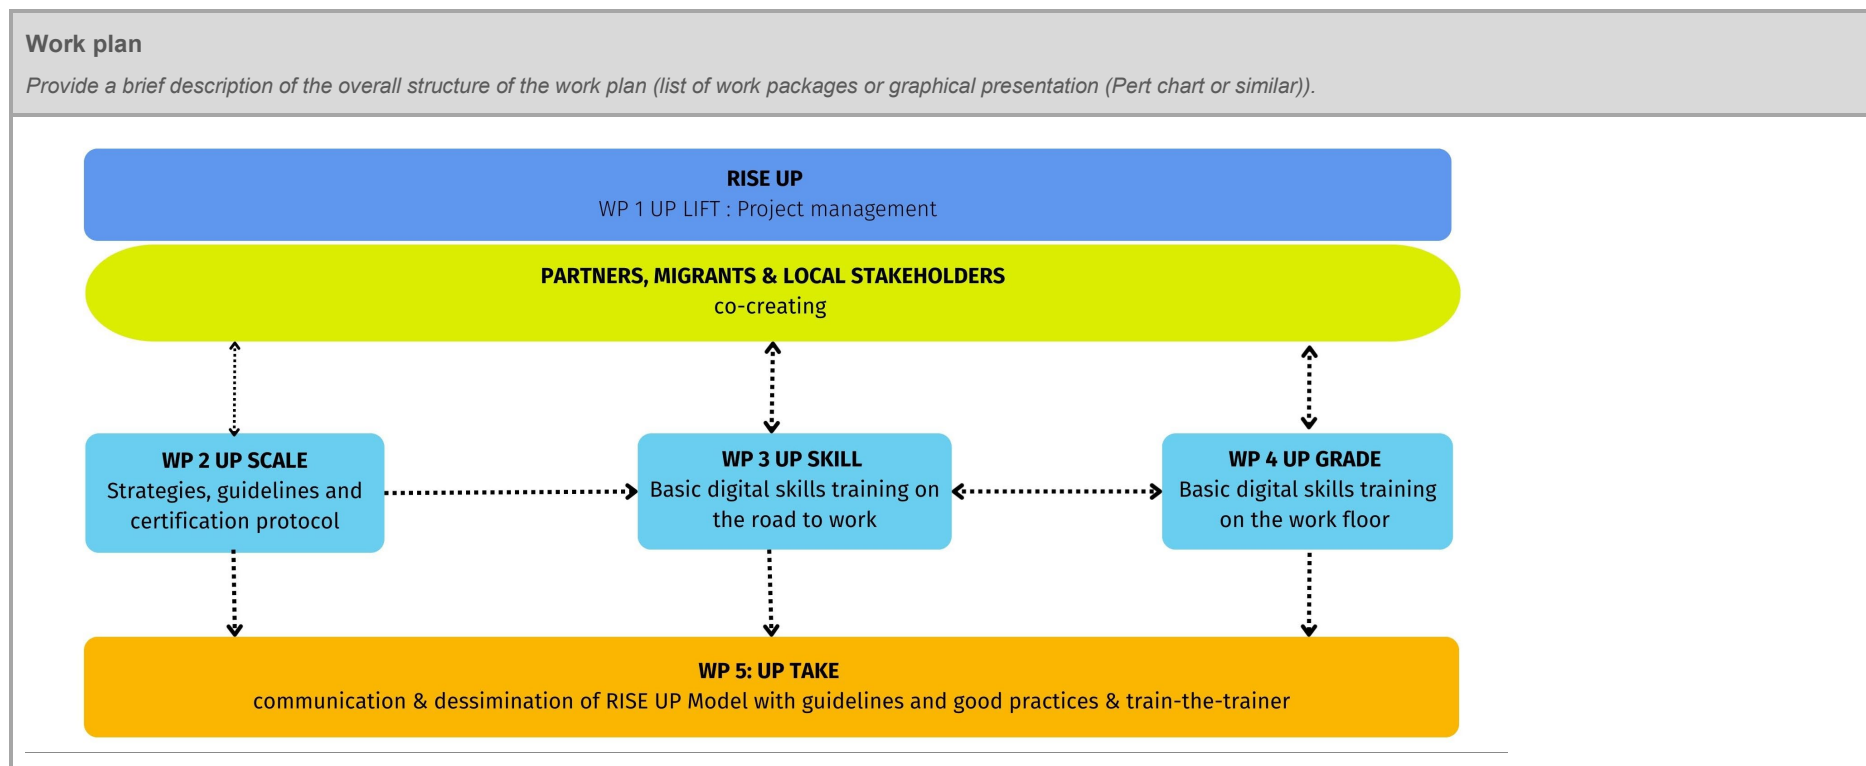 Work plan
Provide a brief description of the overall structure of the work plan (list of work packages or graphical presentation (Pert chart or similar)).
RISE UP
WP 1 UP LIFT : Project management
PARTNERS, MIGRANTS & LOCAL STAKEHOLDERS
co-creating
WP 2 UP SCALE
Strategies, guidelines and
certification protocol
WP 3 UP SKILL
Basic digital skills training on
the road to work
WP 4 UP GRADE
Basic digital skills training
on the work floor
WP 5: UP TAKE
communication & dessimination of RISE UP Model with guidelines and good practices & train-the-trainer